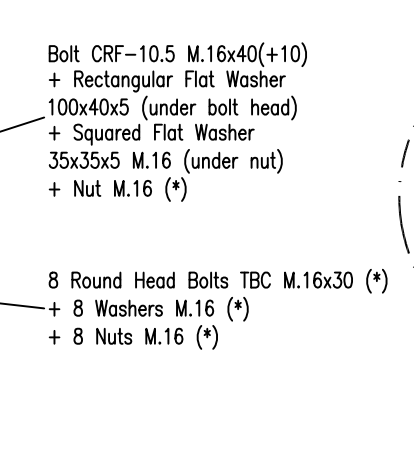 Bolt CRF-10.5 M.16x40(+10)
+ Rectangular Flat Washer
100x40x5 (under bolt head)
+ Squared Flat Washer
35x35x5 M.16 (under nut)
+ Nut M.16 (*)
8 Round Head Bolts TBC M.16x30 (*)
+ 8 Washers M.16 (*)
+ 8 Nuts M.16 (*)